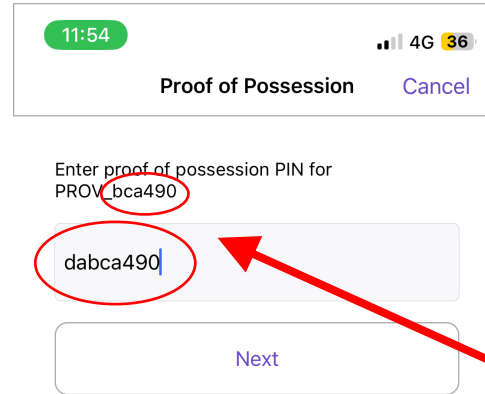 11:54 4G 36
Proof of Possession Cancel
Enter proof of possession PIN for
PROV_bca490
dabca490
Next